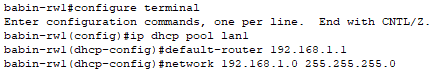 babin-rw1#configure terminal
Enter configuration commands, one per line.  End with CNTL/Z.
babin-rw1(config)#ip dhcp pool lan1
babin-rw1(dhcp-config)#default-router 192.168.1.1
babin-rw1(dhcp-config)#network 192.168.1.0 255.255.255.0